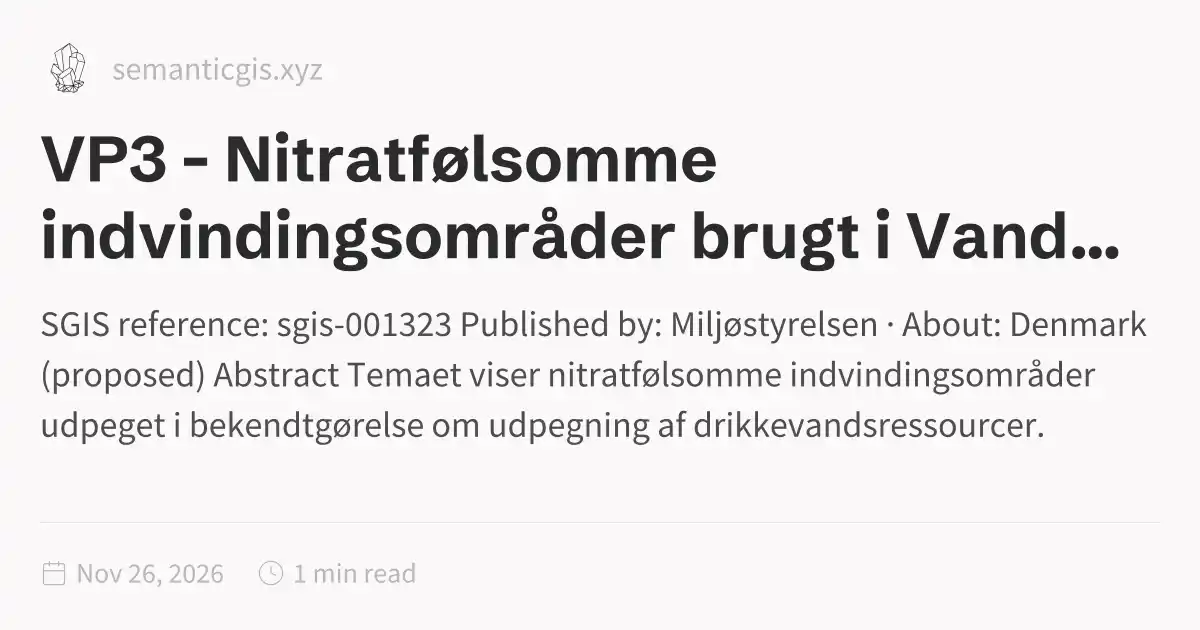 semanticgis.xyz
VP3 - Nitratfølsomme
indvindingsområder brugt i Vand...
SGIS reference: sgis-001323 Published by: Miljøstyrelsen · About: Denmark
(proposed) Abstract Temaet viser nitratfølsomme indvindingsområder
udpeget i bekendtgørelse om udpegning af drikkevandsressourcer.
Nov 26, 2026 1 min read